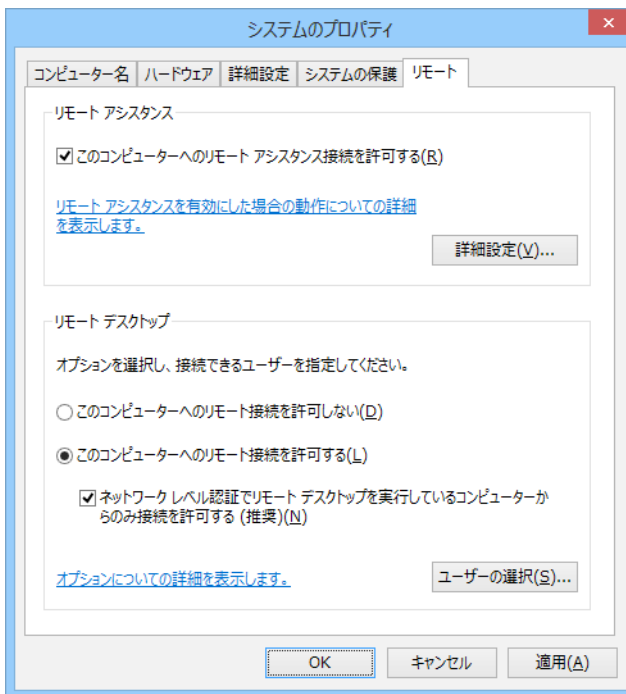 システムのプロパティ
コンピューター名 ハードウェア 詳細設定 システムの保護 リモート
リモート アシスタンス
このコンピューターへのリモート アシスタンス接続を許可する(R)
リモート アシスタンスを有効にした場合の動作についての詳細
を表示します。
詳細設定(V)...
リモート デスクトップ
オプションを選択し、接続できるユーザーを指定してください。
このコンピューターへのリモート接続を許可しない(D)
このコンピューターへのリモート接続を許可する(L)
ネットワーク レベル認証でリモート デスクトップを実行しているコンピューターか
らのみ接続を許可する (推奨)(N)
オプションについての詳細を表示します。
ユーザーの選択(S)...
OK キャンセル 適用(A)